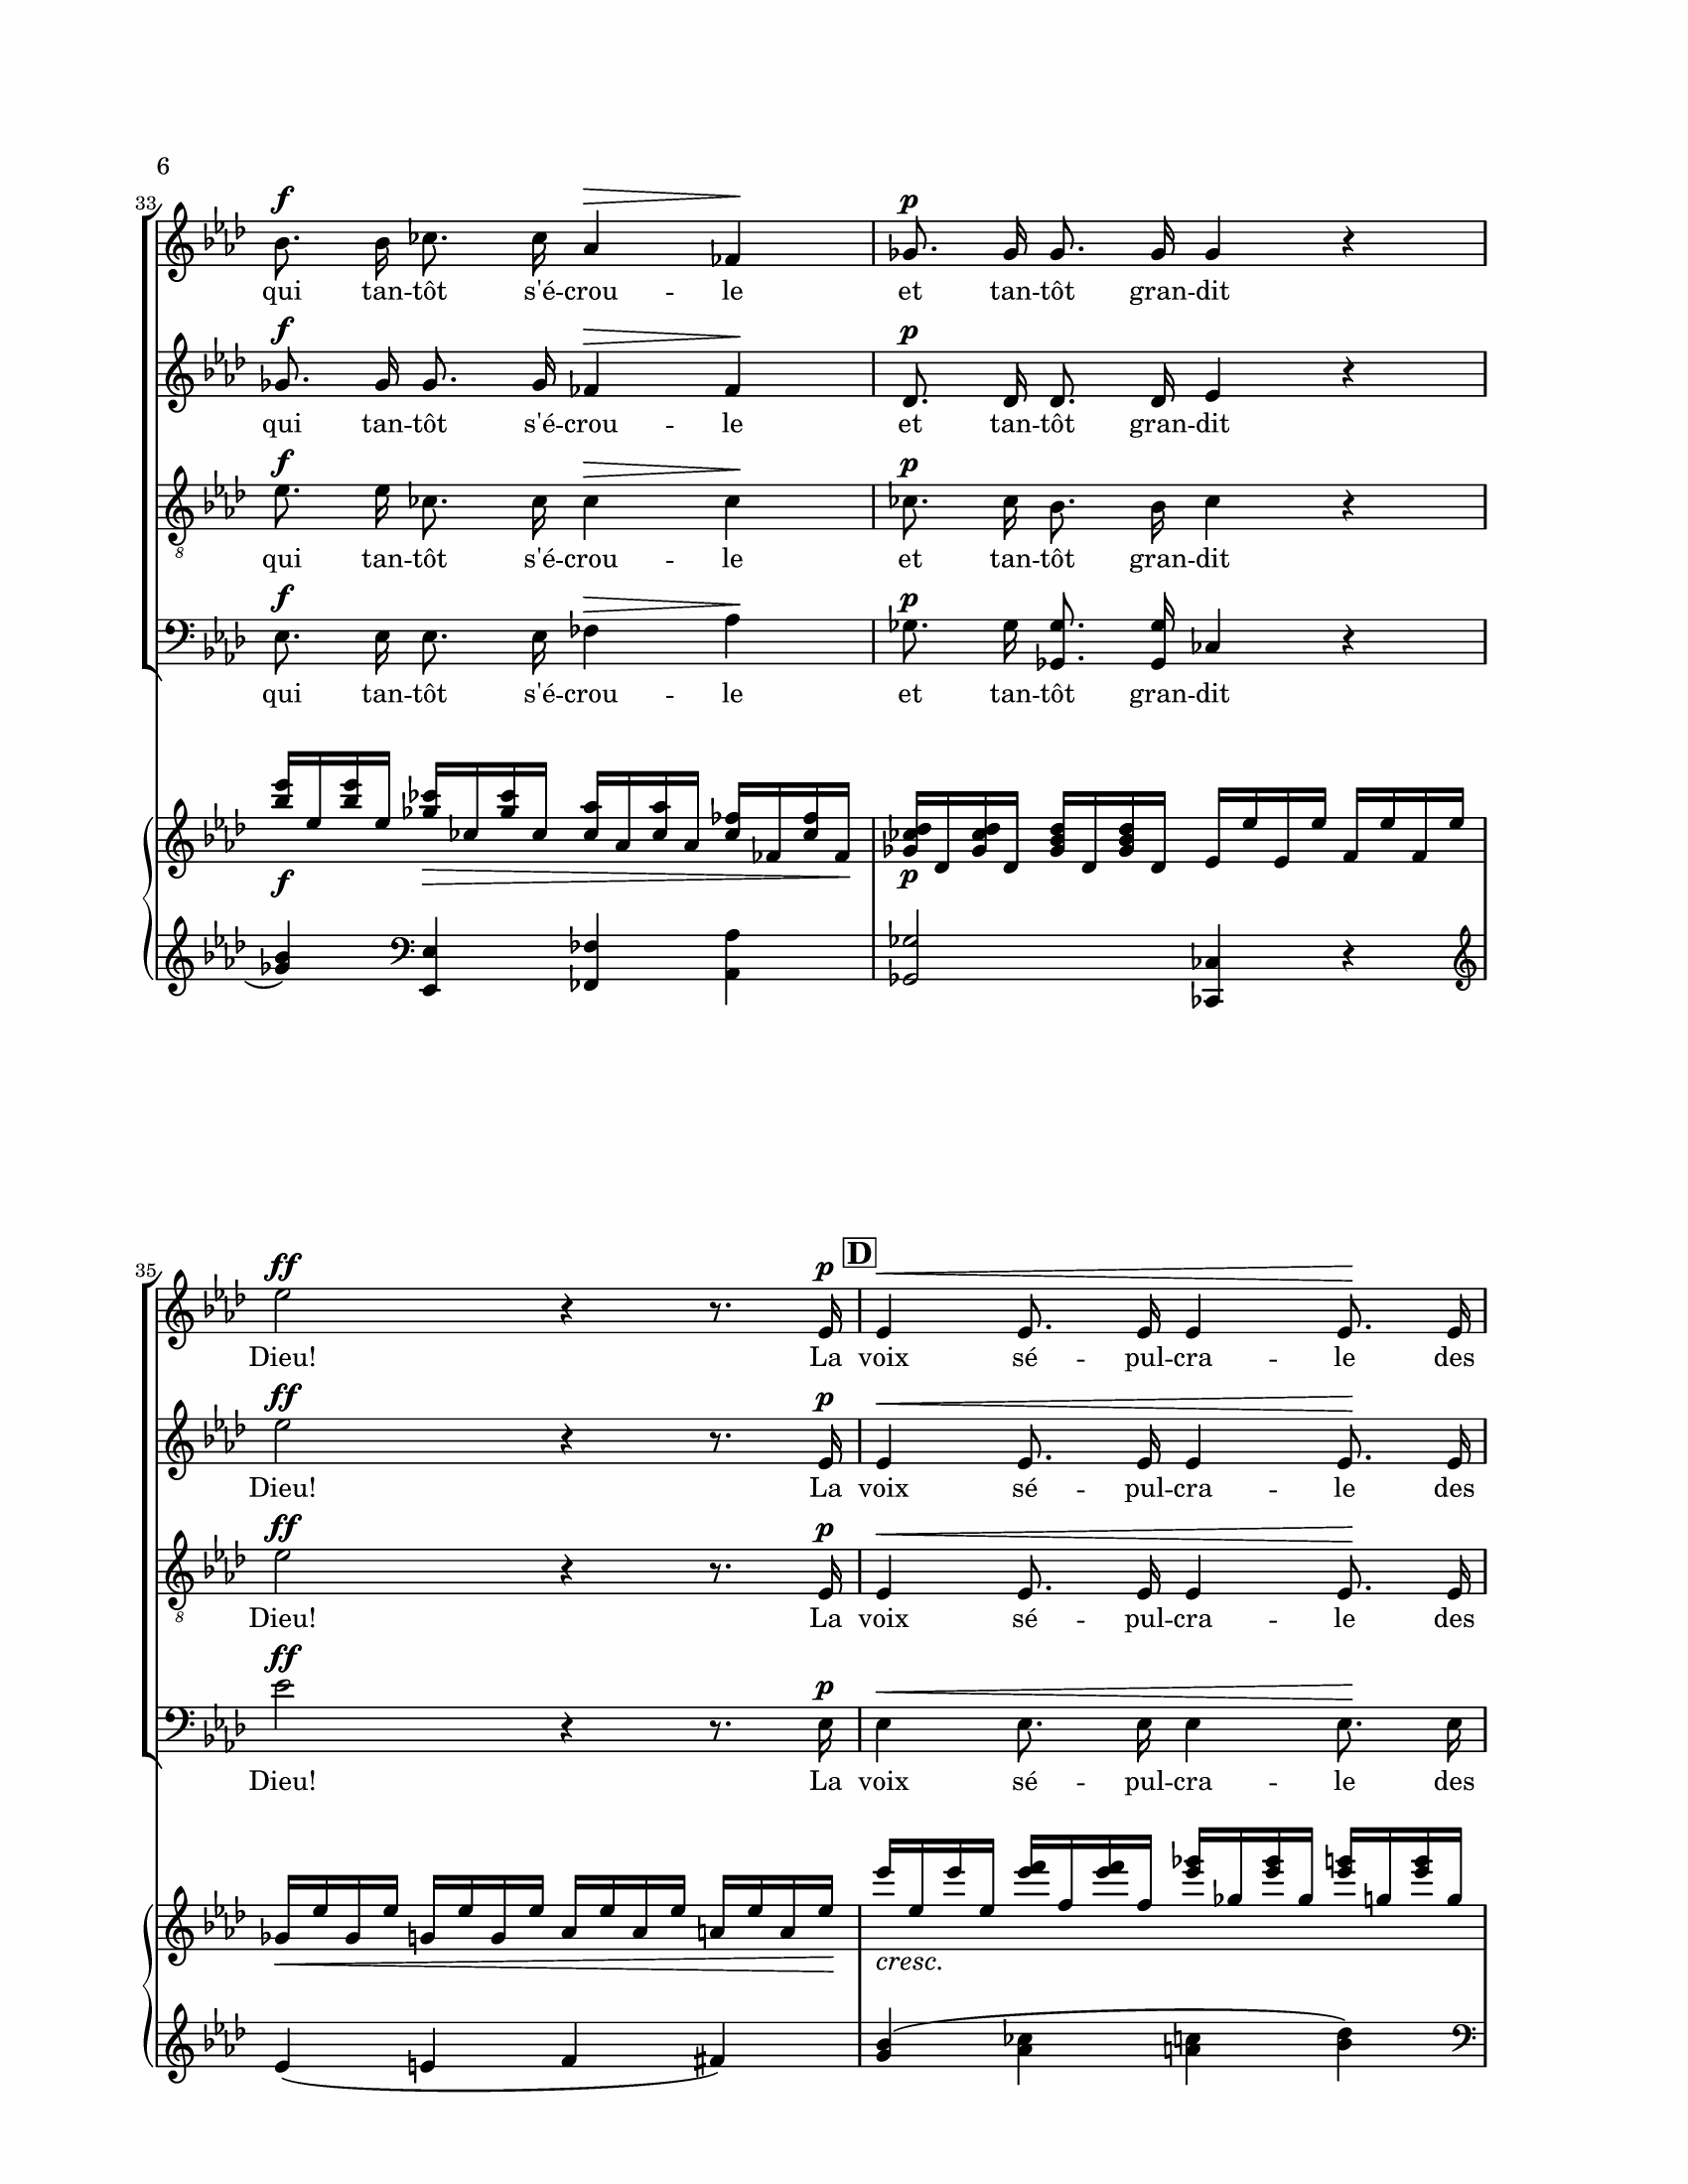 6
33
f
qui tan - tôt s'é - crou - le
p
et tan - tôt gran - dit
f
qui tan - tôt s'é - crou - le
p
et tan - tôt gran - dit
f
8
qui tan - tôt s'é - crou - le
p
et tan - tôt gran - dit
f
qui tan - tôt s'é - crou - le
p
et tan - tôt gran - dit
f
p
35
ff
p
D
Dieu! La voix sé - pul - cra - le des
ff
p
Dieu! La voix sé - pul - cra - le des
ff
p
8
Dieu! La voix sé - pul - cra - le des
ff
p
Dieu! La voix sé - pul - cra - le des
cresc.